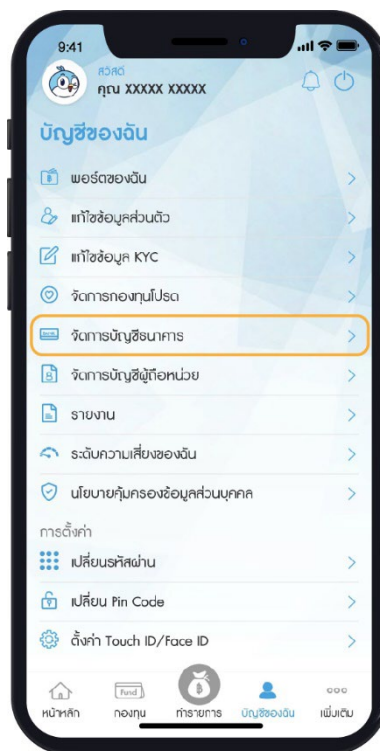 9:41
สวัสดี
คุณ XXXXX XXXXX
บัญชีของฉัน
พอร์ตของฉัน
แก้ไขข้อมูลส่วนตัว
แก้ไขข้อมูล KYC
จัดการกองทุนโปรด
จัดการบัญชีธนาคาร
จัดการบัญชีผู้ถือหน่วย
รายงาน
ระดับความเสี่ยงของฉัน
นโยบายคุ้มครองข้อมูลส่วนบุคคล
การตั้งค่า
เปลี่ยนรหัสผ่าน
เปลี่ยน Pin Code
ตั้งค่า Touch ID/Face ID
Fund
หน้าหลัก กองทุน ทำรายการ บัญชีของฉัน เพิ่มเติม